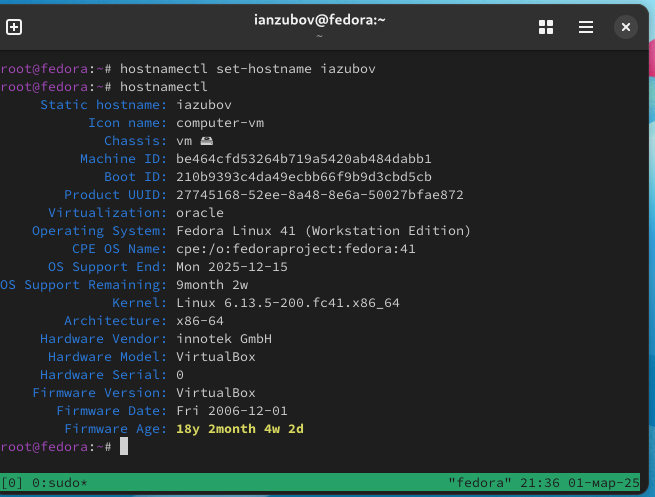 ianzubov@fedora:~
~
root@fedora:~# hostnamectl set-hostname iazubov
root@fedora:~# hostnamectl
Static hostname: iazubov
Icon name: computer-vm
Chassis: vm 🖴
Machine ID: be464cfd53264b719a5420ab484dabb1
Boot ID: 210b9393c4da49ecbb66f9b9d3cbd5cb
Product UUID: 27745168-52ee-8a48-8e6a-50027bfae872
Virtualization: oracle
Operating System: Fedora Linux 41 (Workstation Edition)
CPE OS Name: cpe:/o:fedoraproject:fedora:41
OS Support End: Mon 2025-12-15
OS Support Remaining: 9month 2w
Kernel: Linux 6.13.5-200.fc41.x86_64
Architecture: x86-64
Hardware Vendor: innotek GmbH
Hardware Model: VirtualBox
Hardware Serial: 0
Firmware Version: VirtualBox
Firmware Date: Fri 2006-12-01
Firmware Age: 18y 2month 4w 2d
root@fedora:~#
[0] 0:sudo* "fedora" 21:36 01-мар-25